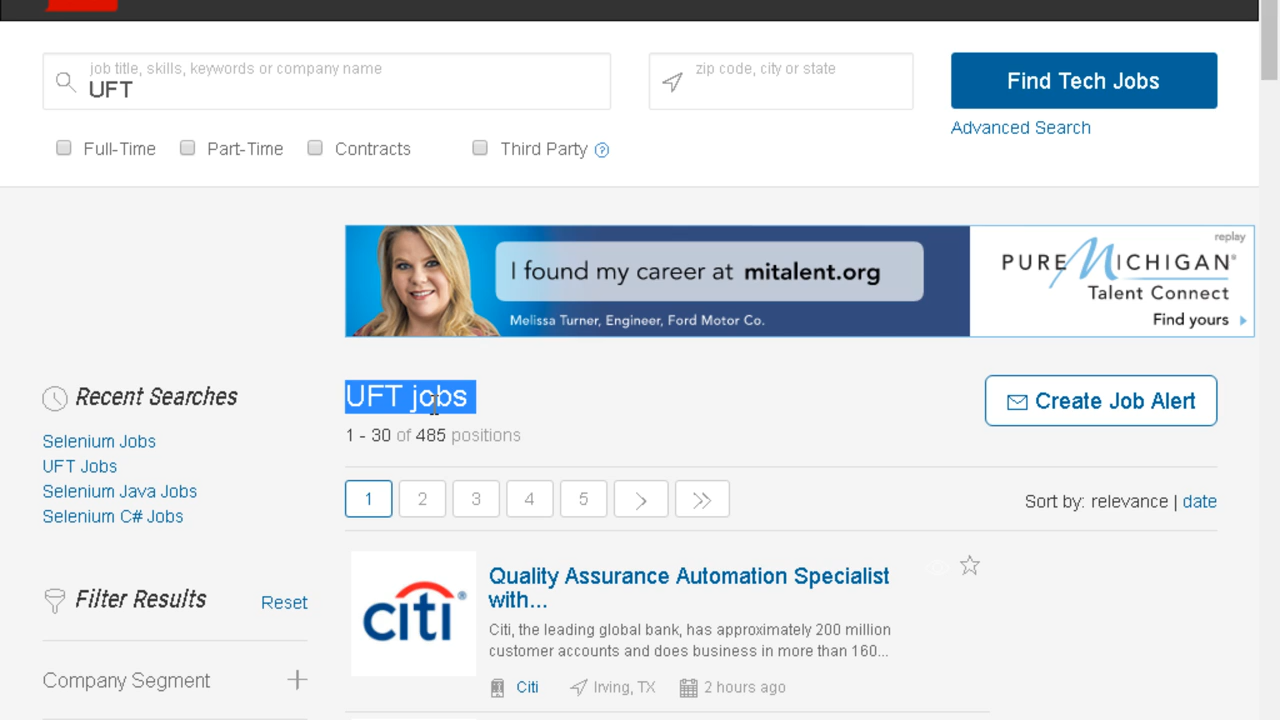 job title, skills, keywords or company name
UFT
zip code, city or state
Find Tech Jobs
Advanced Search
Full-Time
Part-Time
Contracts
Third Party ?
I found my career at mitalent.org
Melissa Turner, Engineer, Ford Motor Co.
replay
PURE MICHIGAN®
Talent Connect
Find yours
Recent Searches
Selenium Jobs
UFT Jobs
Selenium Java Jobs
Selenium C# Jobs
Filter Results
Reset
Company Segment
UFT jobs
1 - 30 of 485 positions
Create Job Alert
1 2 3 4 5 > >>
Sort by: relevance | date
citi®
Quality Assurance Automation Specialist
with...
Citi, the leading global bank, has approximately 200 million
customer accounts and does business in more than 160...
Citi
Irving, TX
2 hours ago